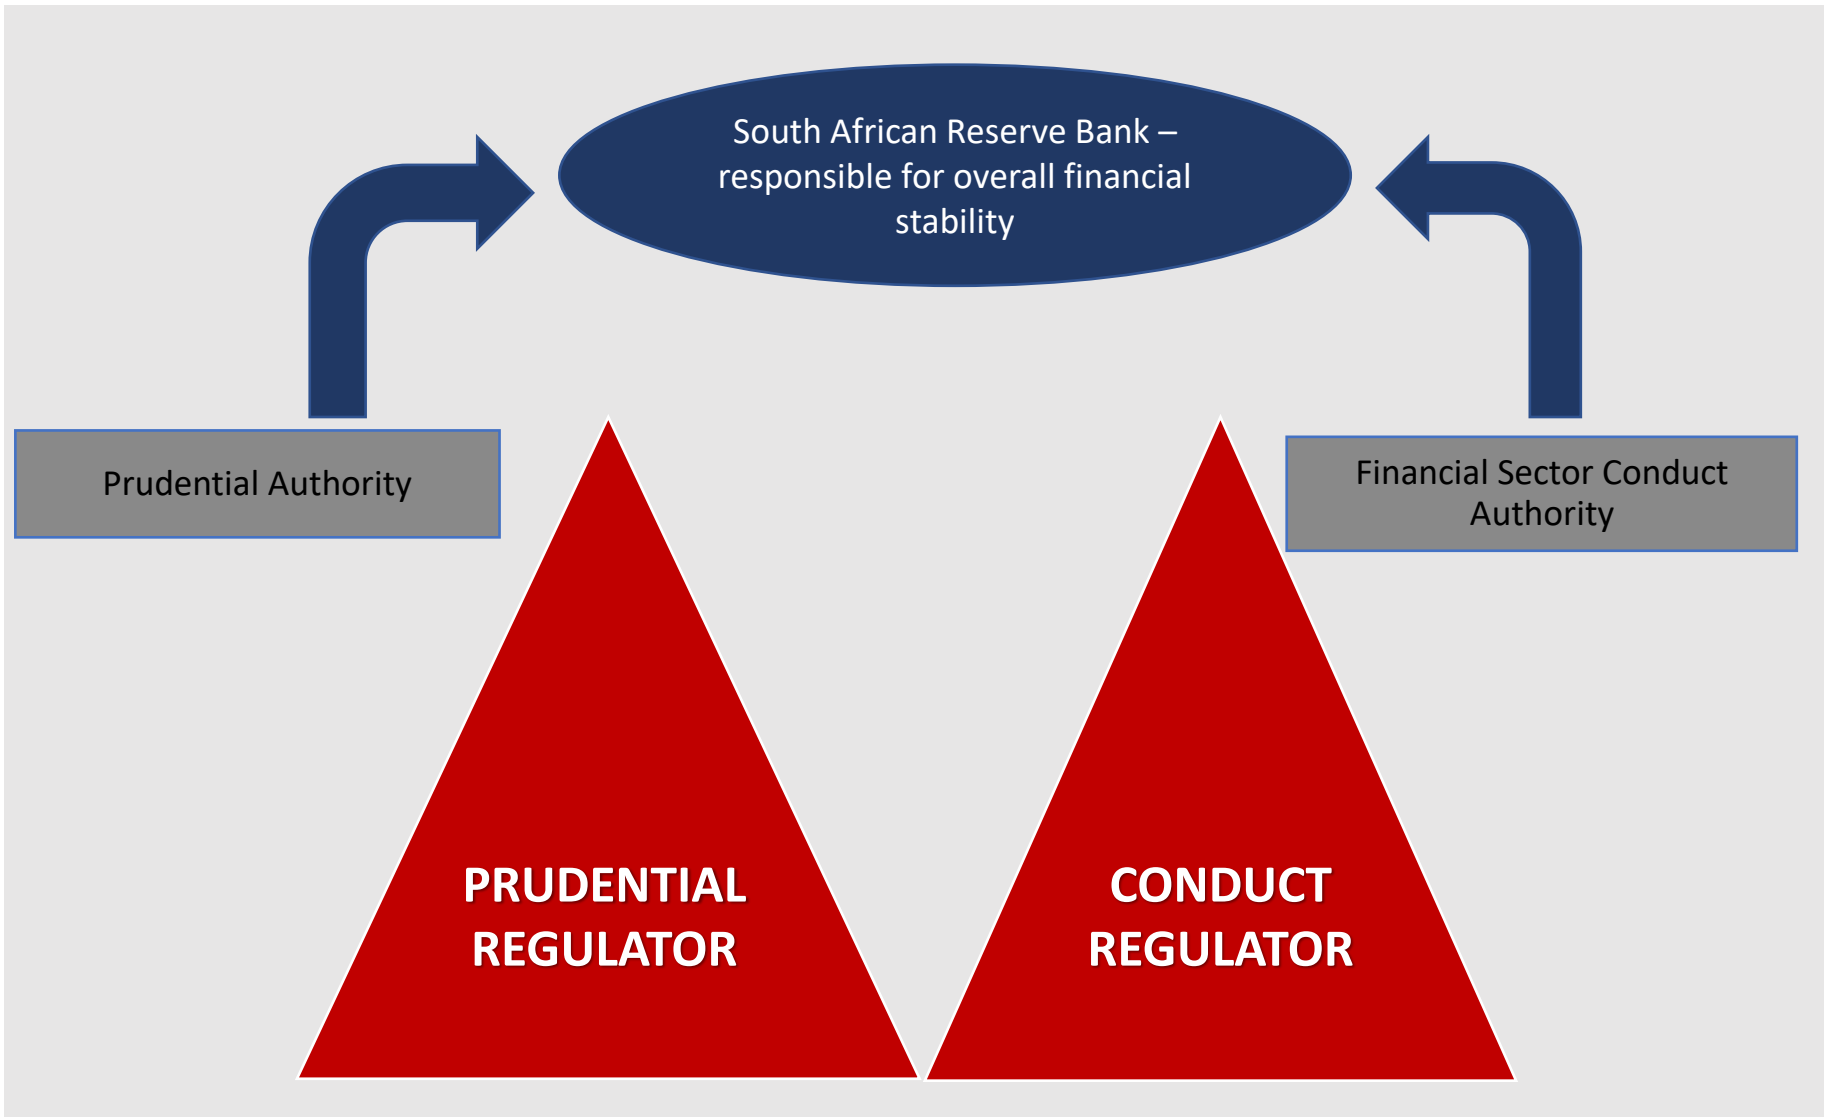 South African Reserve Bank –
responsible for overall financial
stability
Prudential Authority
Financial Sector Conduct
Authority
PRUDENTIAL
REGULATOR
CONDUCT
REGULATOR